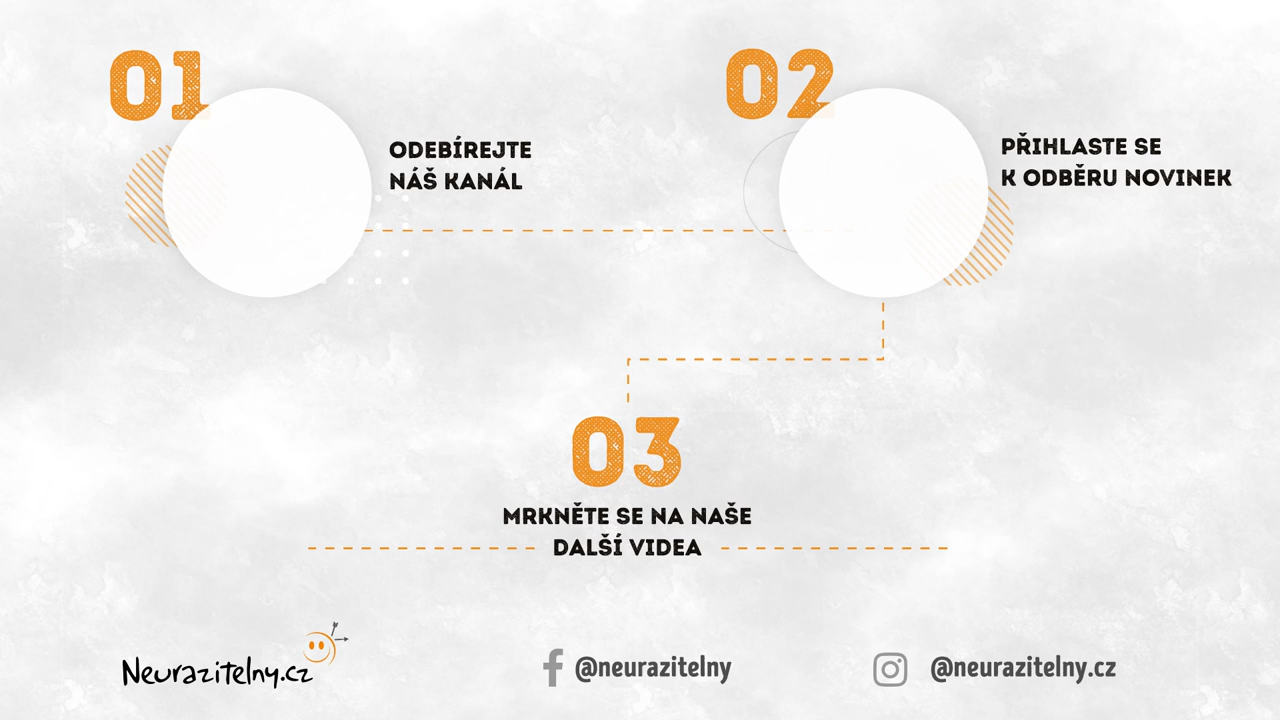 01
ODEBÍREJTE
NÁŠ KANÁL
02
PŘIHLASTE SE
K ODBĚRU NOVINEK
03
MRKNĚTE SE NA NAŠE
DALŠÍ VIDEA
Neurazitelny.cz
@neurazitelny
@neurazitelny.cz